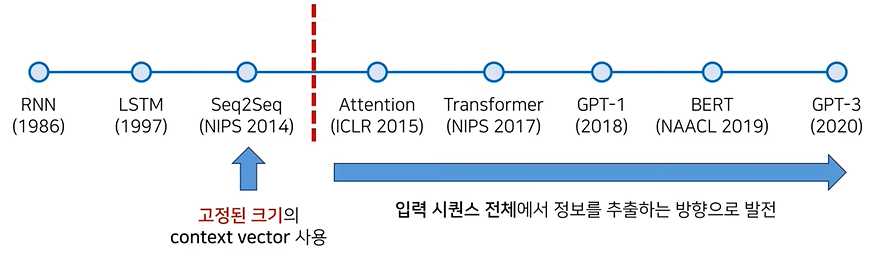 RNN
(1986)
LSTM
(1997)
Seq2Seq
(NIPS 2014)
Attention
(ICLR 2015)
Transformer
(NIPS 2017)
GPT-1
(2018)
BERT
(NAACL 2019)
GPT-3
(2020)
고정된 크기의
context vector 사용
입력 시퀀스 전체에서 정보를 추출하는 방향으로 발전